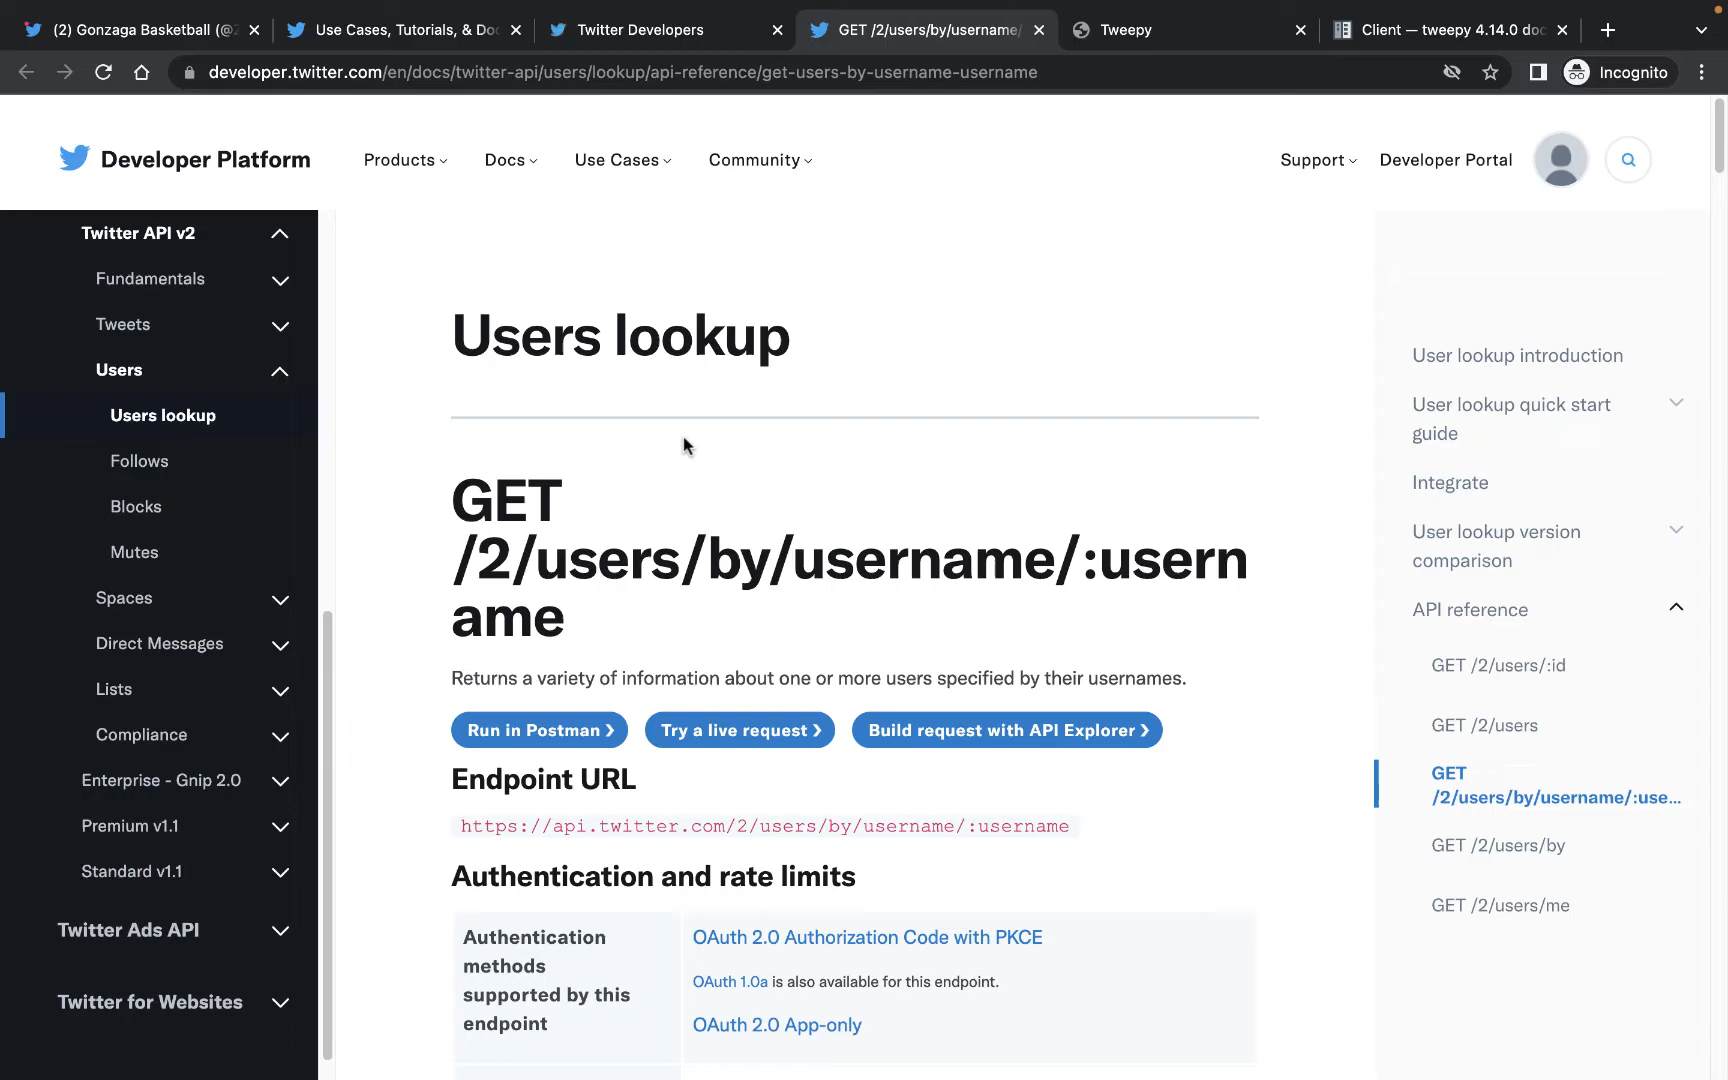 (2) Gonzaga Basketball (@Z
Use Cases, Tutorials, & Doc
Twitter Developers
GET /2/users/by/username/
Tweepy
Client — tweepy 4.14.0 doc
developer.twitter.com/en/docs/twitter-api/users/lookup/api-reference/get-users-by-username-username
Incognito
Developer Platform
Products
Docs
Use Cases
Community
Support
Developer Portal
Twitter API v2
Fundamentals
Tweets
Users
Users lookup
Follows
Blocks
Mutes
Spaces
Direct Messages
Lists
Compliance
Enterprise - Gnip 2.0
Premium v1.1
Standard v1.1
Twitter Ads API
Twitter for Websites
Users lookup
GET
/2/users/by/username/:usern
ame
Returns a variety of information about one or more users specified by their usernames.
Run in Postman ❯
Try a live request ❯
Build request with API Explorer ❯
Endpoint URL
https://api.twitter.com/2/users/by/username/:username
Authentication and rate limits
Authentication
methods
supported by this
endpoint
OAuth 2.0 Authorization Code with PKCE
OAuth 1.0a is also available for this endpoint.
OAuth 2.0 App-only
User lookup introduction
User lookup quick start
guide
Integrate
User lookup version
comparison
API reference
GET /2/users/:id
GET /2/users
GET
/2/users/by/username/:use...
GET /2/users/by
GET /2/users/me